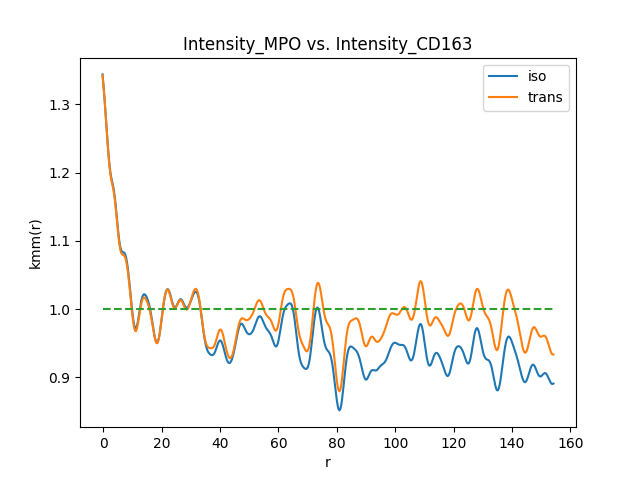 Intensity_MPO vs. Intensity_CD163
iso
trans
1.3
1.2
1.1
1.0
0.9
kmm(r)
0 20 40 60 80 100 120 140 160
r